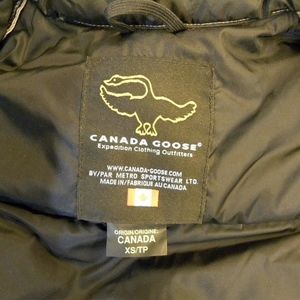 CANADA GOOSE®
Expedition Clothing Outfitters
WWW.CANADA-GOOSE.COM
BY/PAR METRO SPORTSWEAR LTD.
MADE IN/FABRIQUE AU CANADA
ORIGIN/ORIGINE:
CANADA
XS/TP